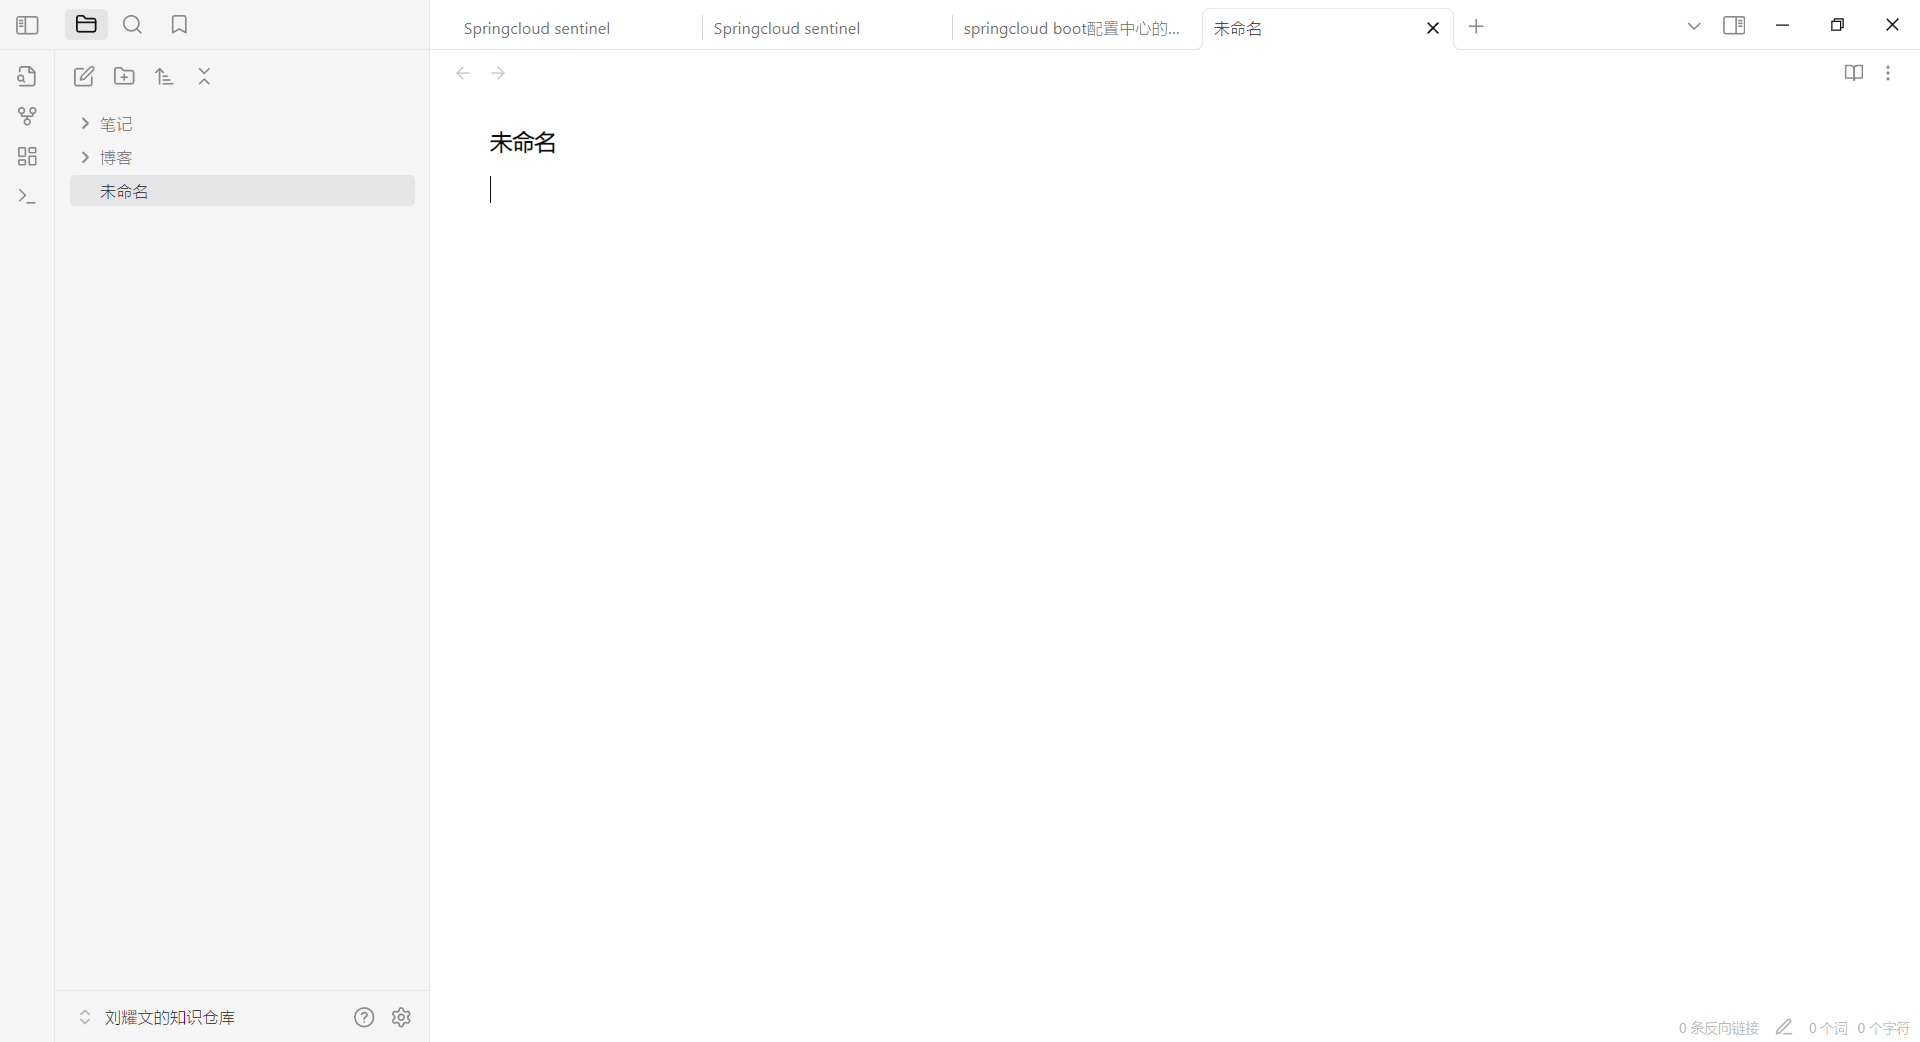 Springcloud sentinel
Springcloud sentinel
springcloud boot配置中心的...
未命名
笔记
博客
未命名
未命名
刘耀文的知识仓库
0 条反向链接
0 个词
0 个字符